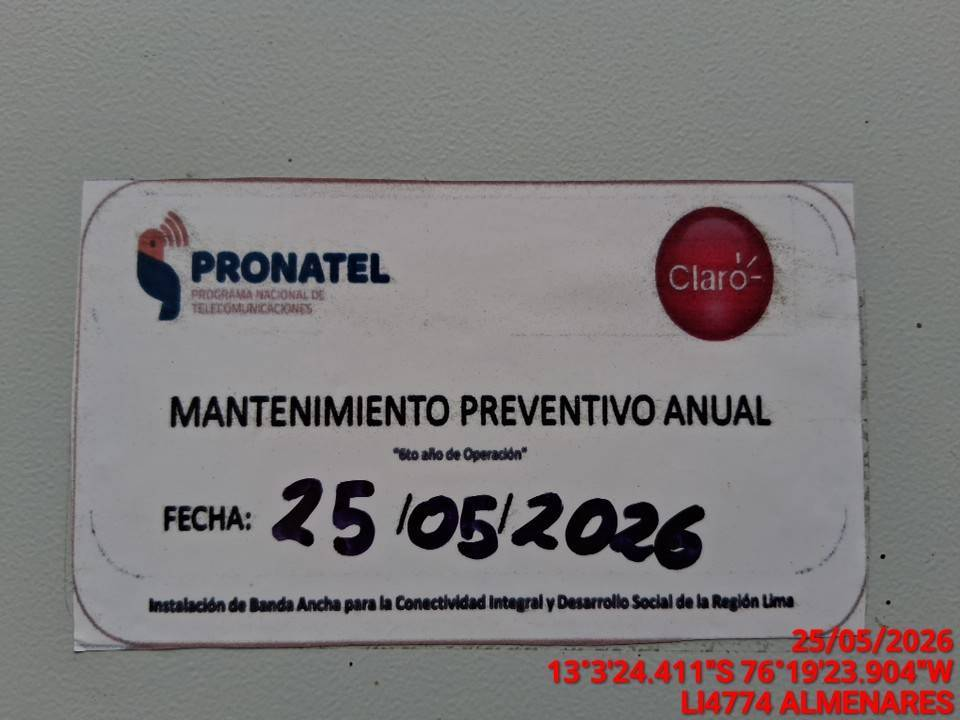 PRONATEL
PROGRAMA NACIONAL DE
TELECOMUNICACIONES
Claro
MANTENIMIENTO PREVENTIVO ANUAL
"6to año de Operación"
FECHA: 25/05/2026
Instalación de Banda Ancha para la Conectividad Integral y Desarrollo Social de la Región Lima
25/05/2026
13°3'24.411"S 76°19'23.904"W
LI4774 ALMENARES